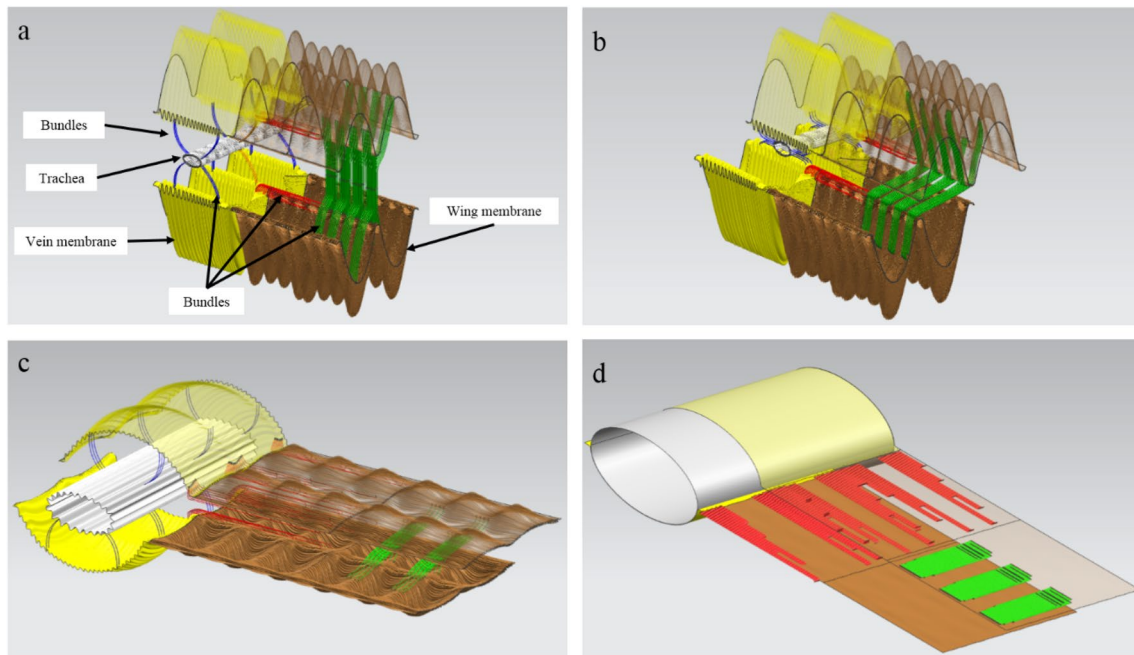 a
b
Bundles
Trachea
Wing membrane
Vein membrane
Bundles
c
d